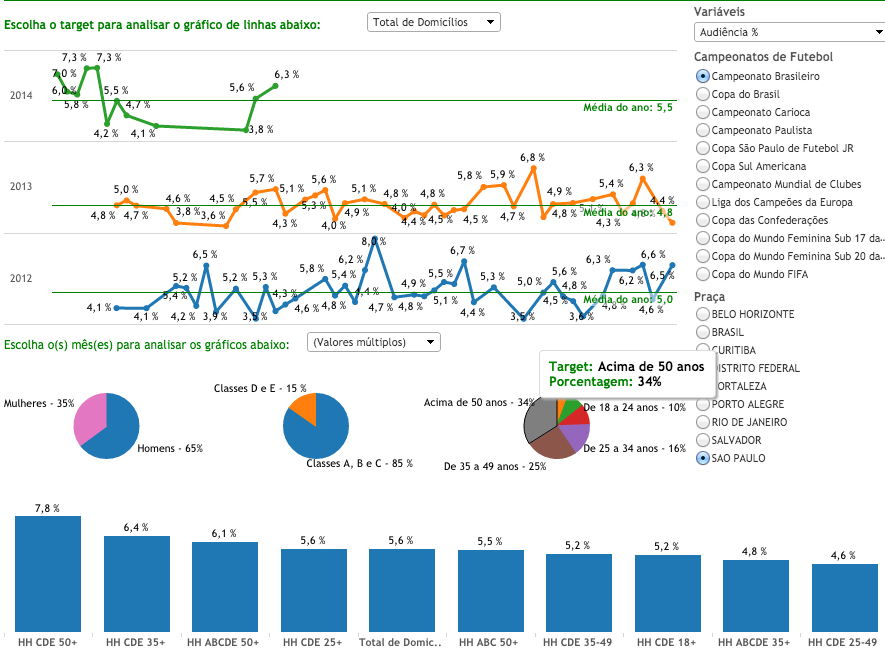 Escolha o target para analisar o gráfico de linhas abaixo:
Total de Domicílios
2014
7,0 %
6,0 %
5,8 %
7,3 %
7,3 %
4,2 %
5,5 %
4,7 %
4,1 %
3,8 %
5,6 %
6,3 %
Média do ano: 5,5
2013
4,8 %
5,0 %
4,7 %
4,6 %
3,8 %
3,6 %
4,5 %
5,5 %
5,7 %
4,3 %
5,1 %
5,3 %
5,6 %
4,0 %
4,9 %
5,1 %
4,8 %
4,0 %
4,4 %
4,5 %
4,8 %
4,5 %
5,8 %
5,9 %
4,7 %
6,8 %
4,9 %
4,8 %
5,4 %
4,3 %
6,3 %
4,4 %
Média do ano: 4,8
2012
4,1 %
4,1 %
5,4 %
5,2 %
4,2 %
6,5 %
3,9 %
5,2 %
3,5 %
5,3 %
4,3 %
4,6 %
5,8 %
4,8 %
5,4 %
6,2 %
4,4 %
8,0 %
4,7 %
4,9 %
4,8 %
5,5 %
5,1 %
6,7 %
4,4 %
5,3 %
3,5 %
5,0 %
4,5 %
5,6 %
4,8 %
3,6 %
6,3 %
6,2 %
4,6 %
6,6 %
6,5 %
Média do ano: 5,0
Escolha o(s) mês(es) para analisar os gráficos abaixo:
(Valores múltiplos)
Mulheres - 35%
Homens - 65%
Classes D e E - 15 %
Classes A, B e C - 85 %
Target: Acima de 50 anos
Porcentagem: 34%
Acima de 50 anos - 34%
De 18 a 24 anos - 10%
De 25 a 34 anos - 16%
De 35 a 49 anos - 25%
7,8 %
6,4 %
6,1 %
5,6 %
5,6 %
5,5 %
5,2 %
5,2 %
4,8 %
4,6 %
HH CDE 50+
HH CDE 35+
HH ABCDE 50+
HH CDE 25+
Total de Domic..
HH ABC 50+
HH CDE 35-49
HH CDE 18+
HH ABCDE 35+
HH CDE 25-49
Variáveis
Audiência %
Campeonatos de Futebol
Campeonato Brasileiro
Copa do Brasil
Campeonato Carioca
Campeonato Paulista
Copa São Paulo de Futebol JR
Copa Sul Americana
Campeonato Mundial de Clubes
Liga dos Campeões da Europa
Copa das Confederações
Copa do Mundo Feminina Sub 17 da..
Copa do Mundo Feminina Sub 20 da..
Copa do Mundo FIFA
Praça
BELO HORIZONTE
BRASIL
CURITIBA
DISTRITO FEDERAL
FORTALEZA
PORTO ALEGRE
RIO DE JANEIRO
SALVADOR
SAO PAULO